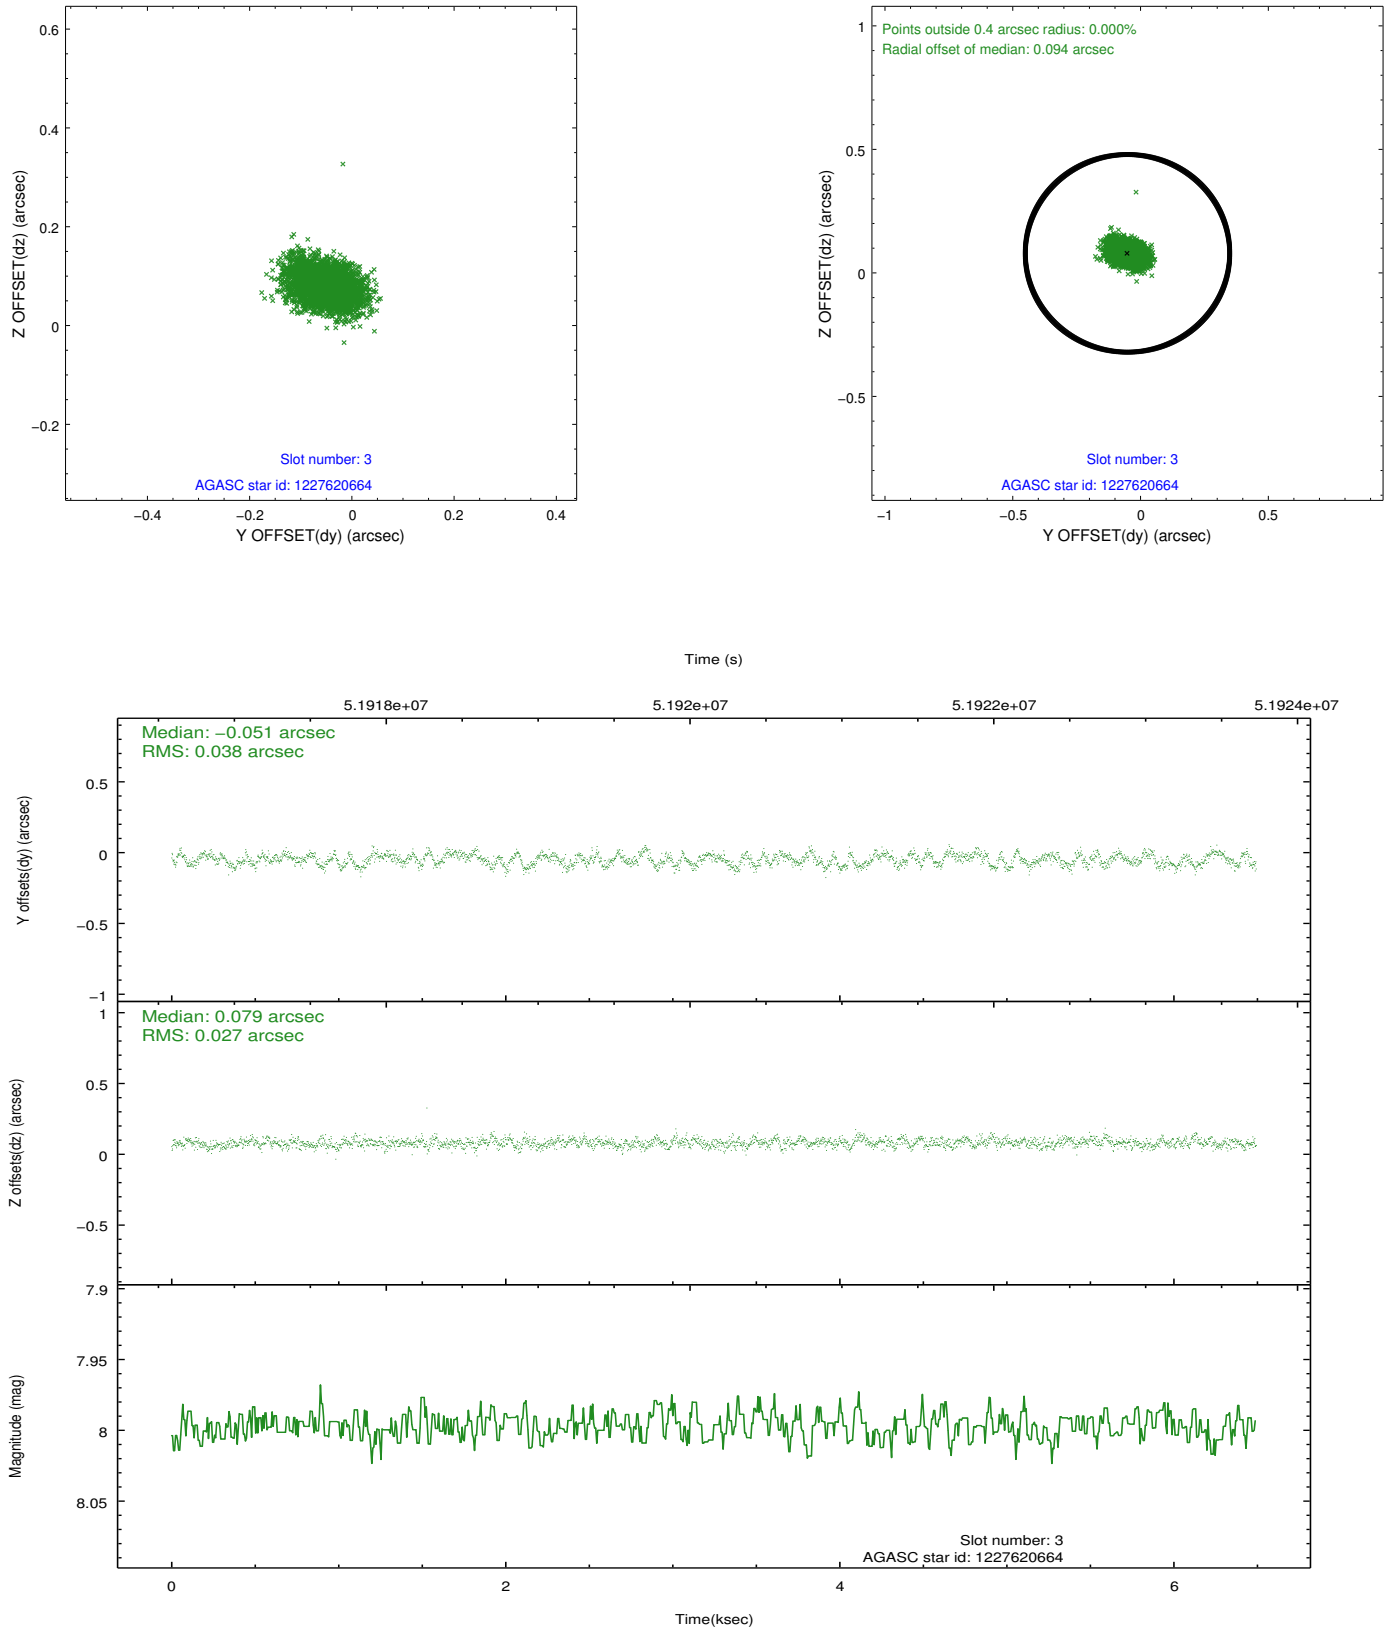 0.6
0.4
0.2
0
−0.2
Z OFFSET(dz) (arcsec)
Slot number: 3
AGASC star id: 1227620664
−0.4
−0.2
0
0.2
0.4
Y OFFSET(dy) (arcsec)
Points outside 0.4 arcsec radius: 0.000%
Radial offset of median: 0.094 arcsec
1
0.5
0
−0.5
Z OFFSET(dz) (arcsec)
Slot number: 3
AGASC star id: 1227620664
−1
−0.5
0
0.5
Y OFFSET(dy) (arcsec)
Time (s)
5.1918e+07
5.192e+07
5.1922e+07
5.1924e+07
Median: −0.051 arcsec
RMS: 0.038 arcsec
0.5
0
−0.5
−1
Y offsets(dy) (arcsec)
Median: 0.079 arcsec
RMS: 0.027 arcsec
1
0.5
0
−0.5
Z offsets(dz) (arcsec)
7.9
7.95
8
8.05
Magnitude (mag)
Slot number: 3
AGASC star id: 1227620664
0
2
4
6
Time(ksec)